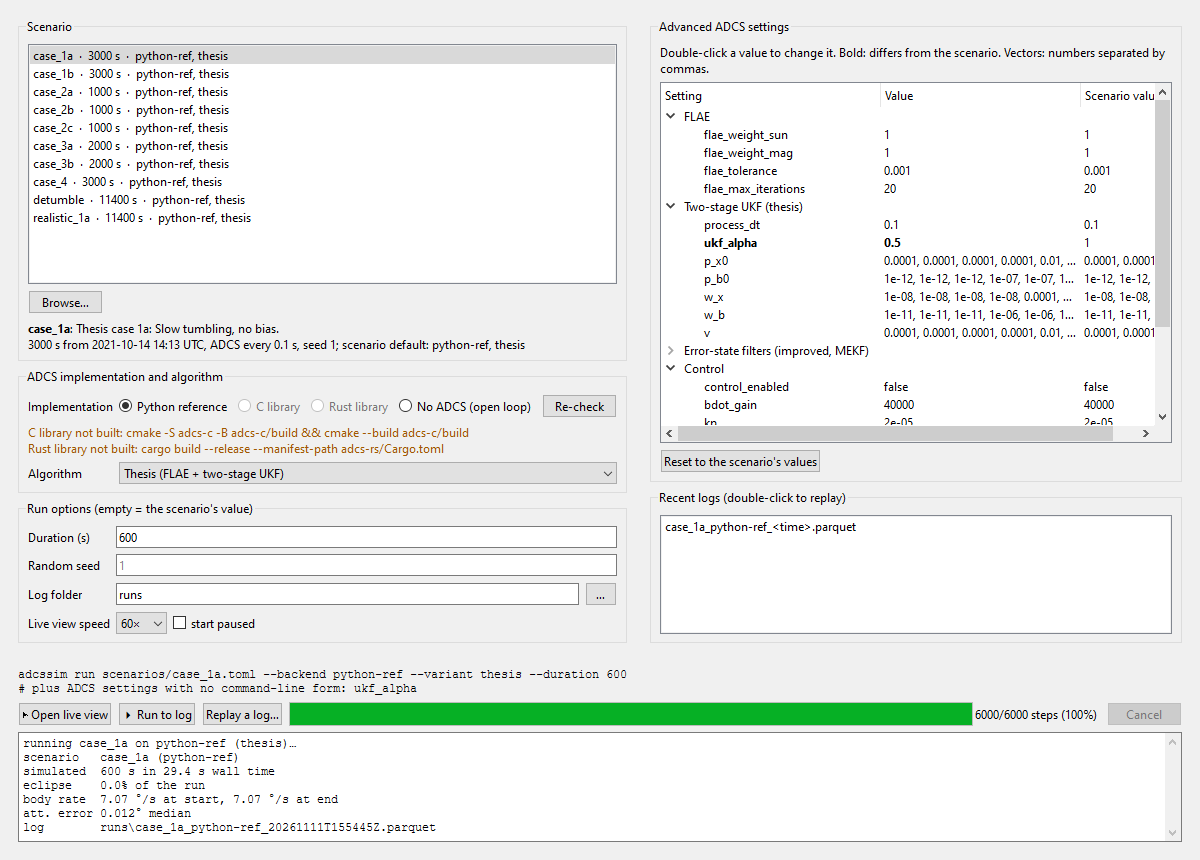 Scenario
case_1a · 3000 s · python-ref, thesis
case_1b · 3000 s · python-ref, thesis
case_2a · 1000 s · python-ref, thesis
case_2b · 1000 s · python-ref, thesis
case_2c · 1000 s · python-ref, thesis
case_3a · 2000 s · python-ref, thesis
case_3b · 2000 s · python-ref, thesis
case_4 · 3000 s · python-ref, thesis
detumble · 11400 s · python-ref, thesis
realistic_1a · 11400 s · python-ref, thesis
Browse...
case_1a: Thesis case 1a: Slow tumbling, no bias.
3000 s from 2021-10-14 14:13 UTC, ADCS every 0.1 s, seed 1; scenario default: python-ref, thesis
ADCS implementation and algorithm
Implementation Python reference C library Rust library No ADCS (open loop) Re-check
C library not built: cmake -S adcs-c -B adcs-c/build && cmake --build adcs-c/build
Rust library not built: cargo build --release --manifest-path adcs-rs/Cargo.toml
Algorithm Thesis (FLAE + two-stage UKF)
Run options (empty = the scenario's value)
Duration (s) 600
Random seed 1
Log folder runs ...
Live view speed 60× start paused
Advanced ADCS settings
Double-click a value to change it. Bold: differs from the scenario. Vectors: numbers separated by
commas.
Setting Value Scenario valu
FLAE
flae_weight_sun 1 1
flae_weight_mag 1 1
flae_tolerance 0.001 0.001
flae_max_iterations 20 20
Two-stage UKF (thesis)
process_dt 0.1 0.1
ukf_alpha 0.5 1
p_x0 0.0001, 0.0001, 0.0001, 0.0001, 0.01, ... 0.0001, 0.0001
p_b0 1e-12, 1e-12, 1e-12, 1e-07, 1e-07, 1... 1e-12, 1e-12,
w_x 1e-08, 1e-08, 1e-08, 1e-08, 0.0001, ... 1e-08, 1e-08,
w_b 1e-11, 1e-11, 1e-11, 1e-06, 1e-06, 1... 1e-11, 1e-11,
v 0.0001, 0.0001, 0.0001, 0.0001, 0.01, ... 0.0001, 0.0001
Error-state filters (improved, MEKF)
Control
control_enabled false false
bdot_gain 40000 40000
kp 2e-05 2e-05
Reset to the scenario's values
Recent logs (double-click to replay)
case_1a_python-ref_<time>.parquet
adcssim run scenarios/case_1a.toml --backend python-ref --variant thesis --duration 600
# plus ADCS settings with no command-line form: ukf_alpha
Open live view Run to log Replay a log... 6000/6000 steps (100%) Cancel
running case_1a on python-ref (thesis)…
scenario case_1a (python-ref)
simulated 600 s in 29.4 s wall time
eclipse 0.0% of the run
body rate 7.07 °/s at start, 7.07 °/s at end
att. error 0.012° median
log runs\case_1a_python-ref_20261111T155445Z.parquet